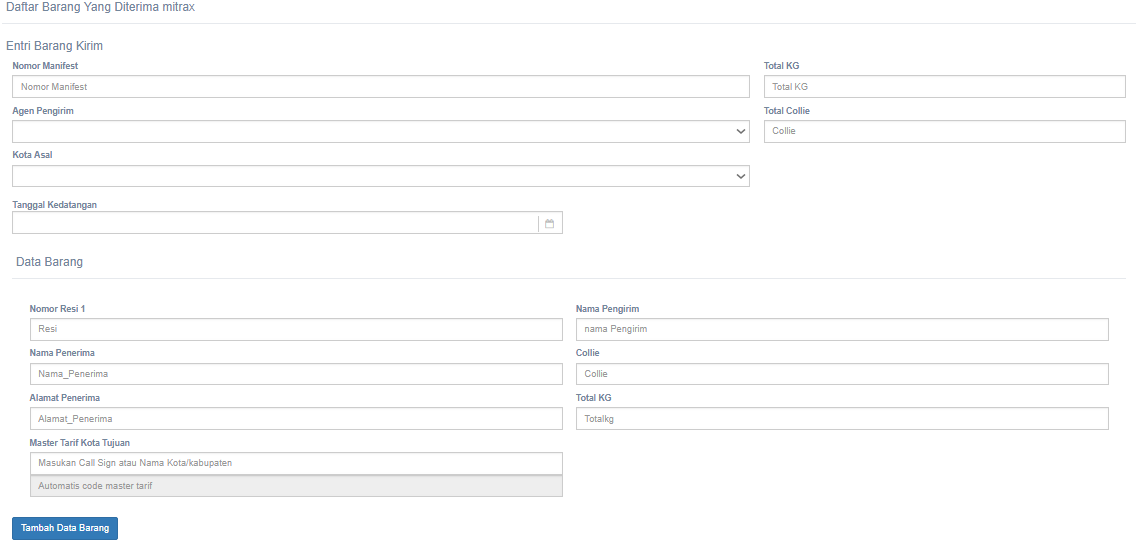 Daftar Barang Yang Diterima mitrax
Entri Barang Kirim
Nomor Manifest
Nomor Manifest
Total KG
Total KG
Agen Pengirim
Total Collie
Collie
Kota Asal
Tanggal Kedatangan
Data Barang
Nomor Resi 1
Resi
Nama Pengirim
nama Pengirim
Nama Penerima
Nama_Penerima
Collie
Collie
Alamat Penerima
Alamat_Penerima
Total KG
Totalkg
Master Tarif Kota Tujuan
Masukan Call Sign atau Nama Kota/kabupaten
Automatis code master tarif
Tambah Data Barang